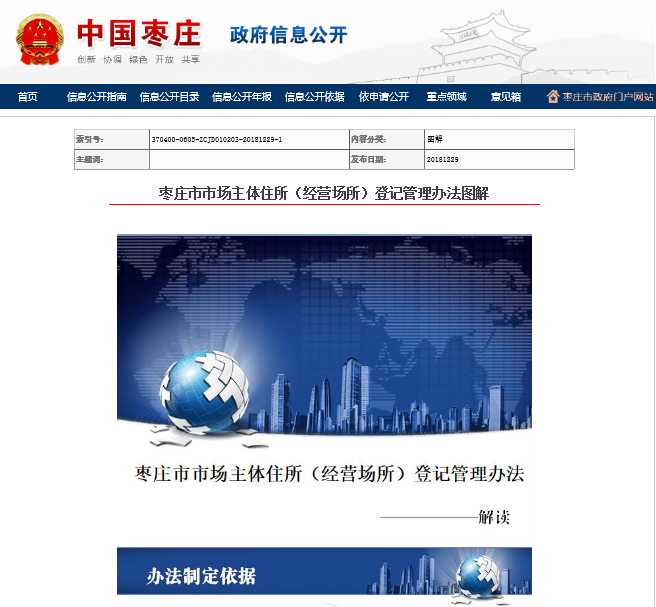 中国枣庄
政府信息公开
创新 协调 绿色 开放 共享
首页 信息公开指南 信息公开目录 信息公开年报 信息公开依据 依申请公开 重点领域 意见箱 枣庄市政府门户网站
索引号: 370400-0605-ZCJD010203-20181229-1 内容分类: 图解
主题词: 发布日期: 20181229
枣庄市市场主体住所（经营场所）登记管理办法图解
枣庄市市场主体住所（经营场所）登记管理办法
——————解读
办法制定依据